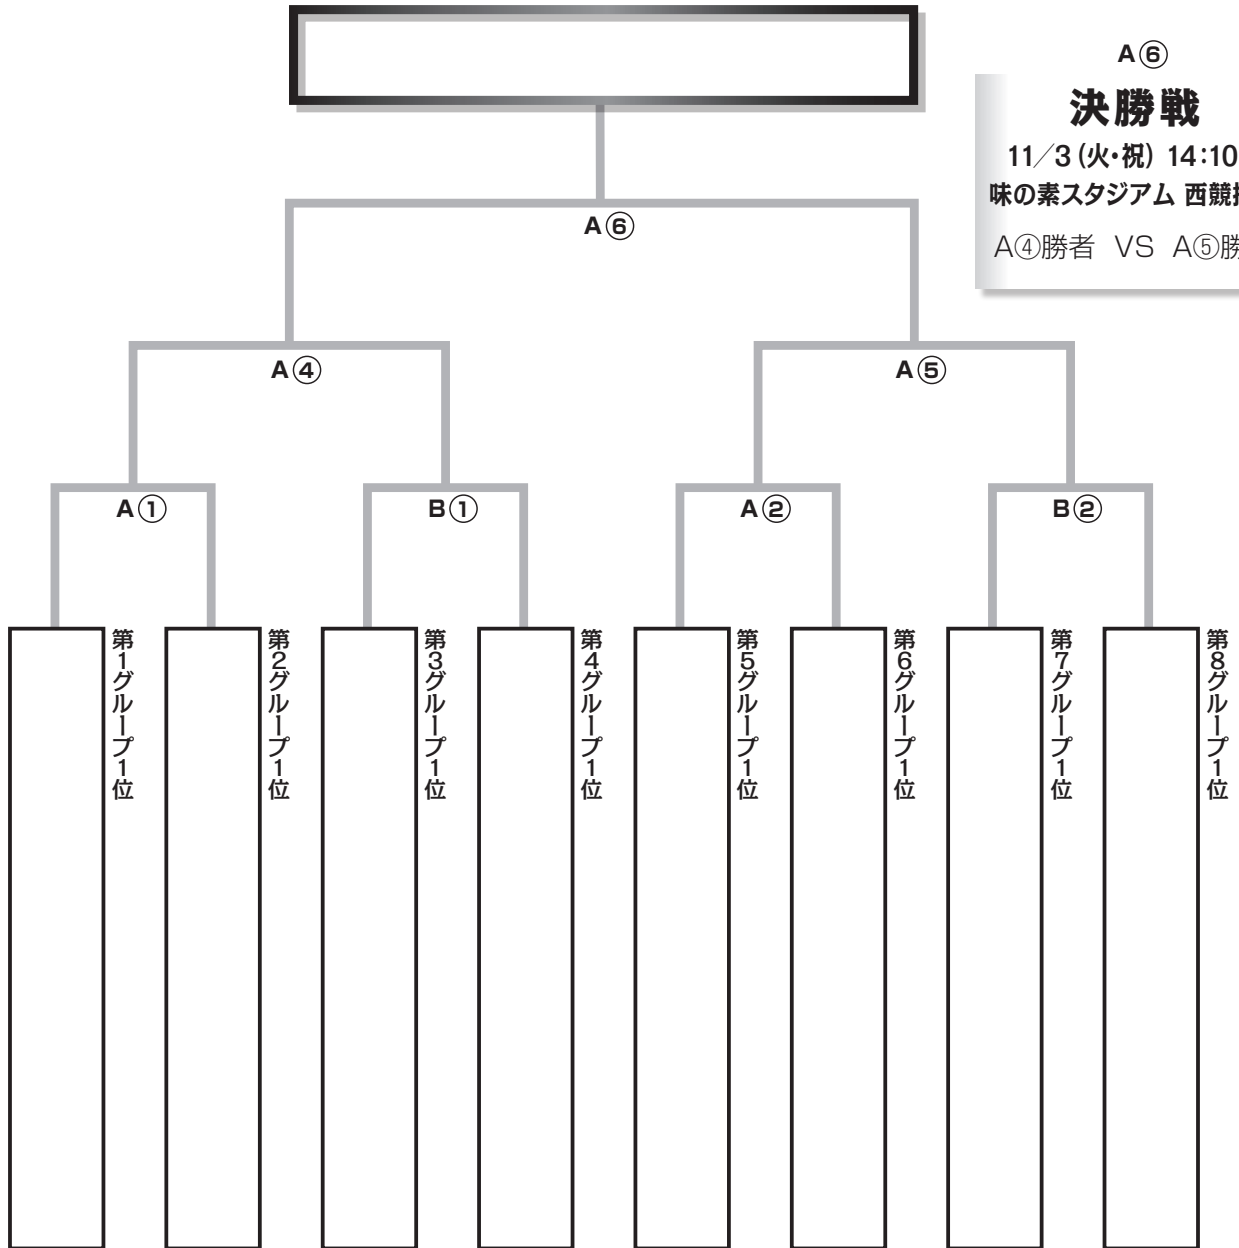 A⑥
決勝戦
11/3(火・祝) 14:10
味の素スタジアム 西競
A④勝者 VS A⑤勝
A⑥
A④
A⑤
A①
B①
A②
B②
第1グループ1位
第2グループ1位
第3グループ1位
第4グループ1位
第5グループ1位
第6グループ1位
第7グループ1位
第8グループ1位